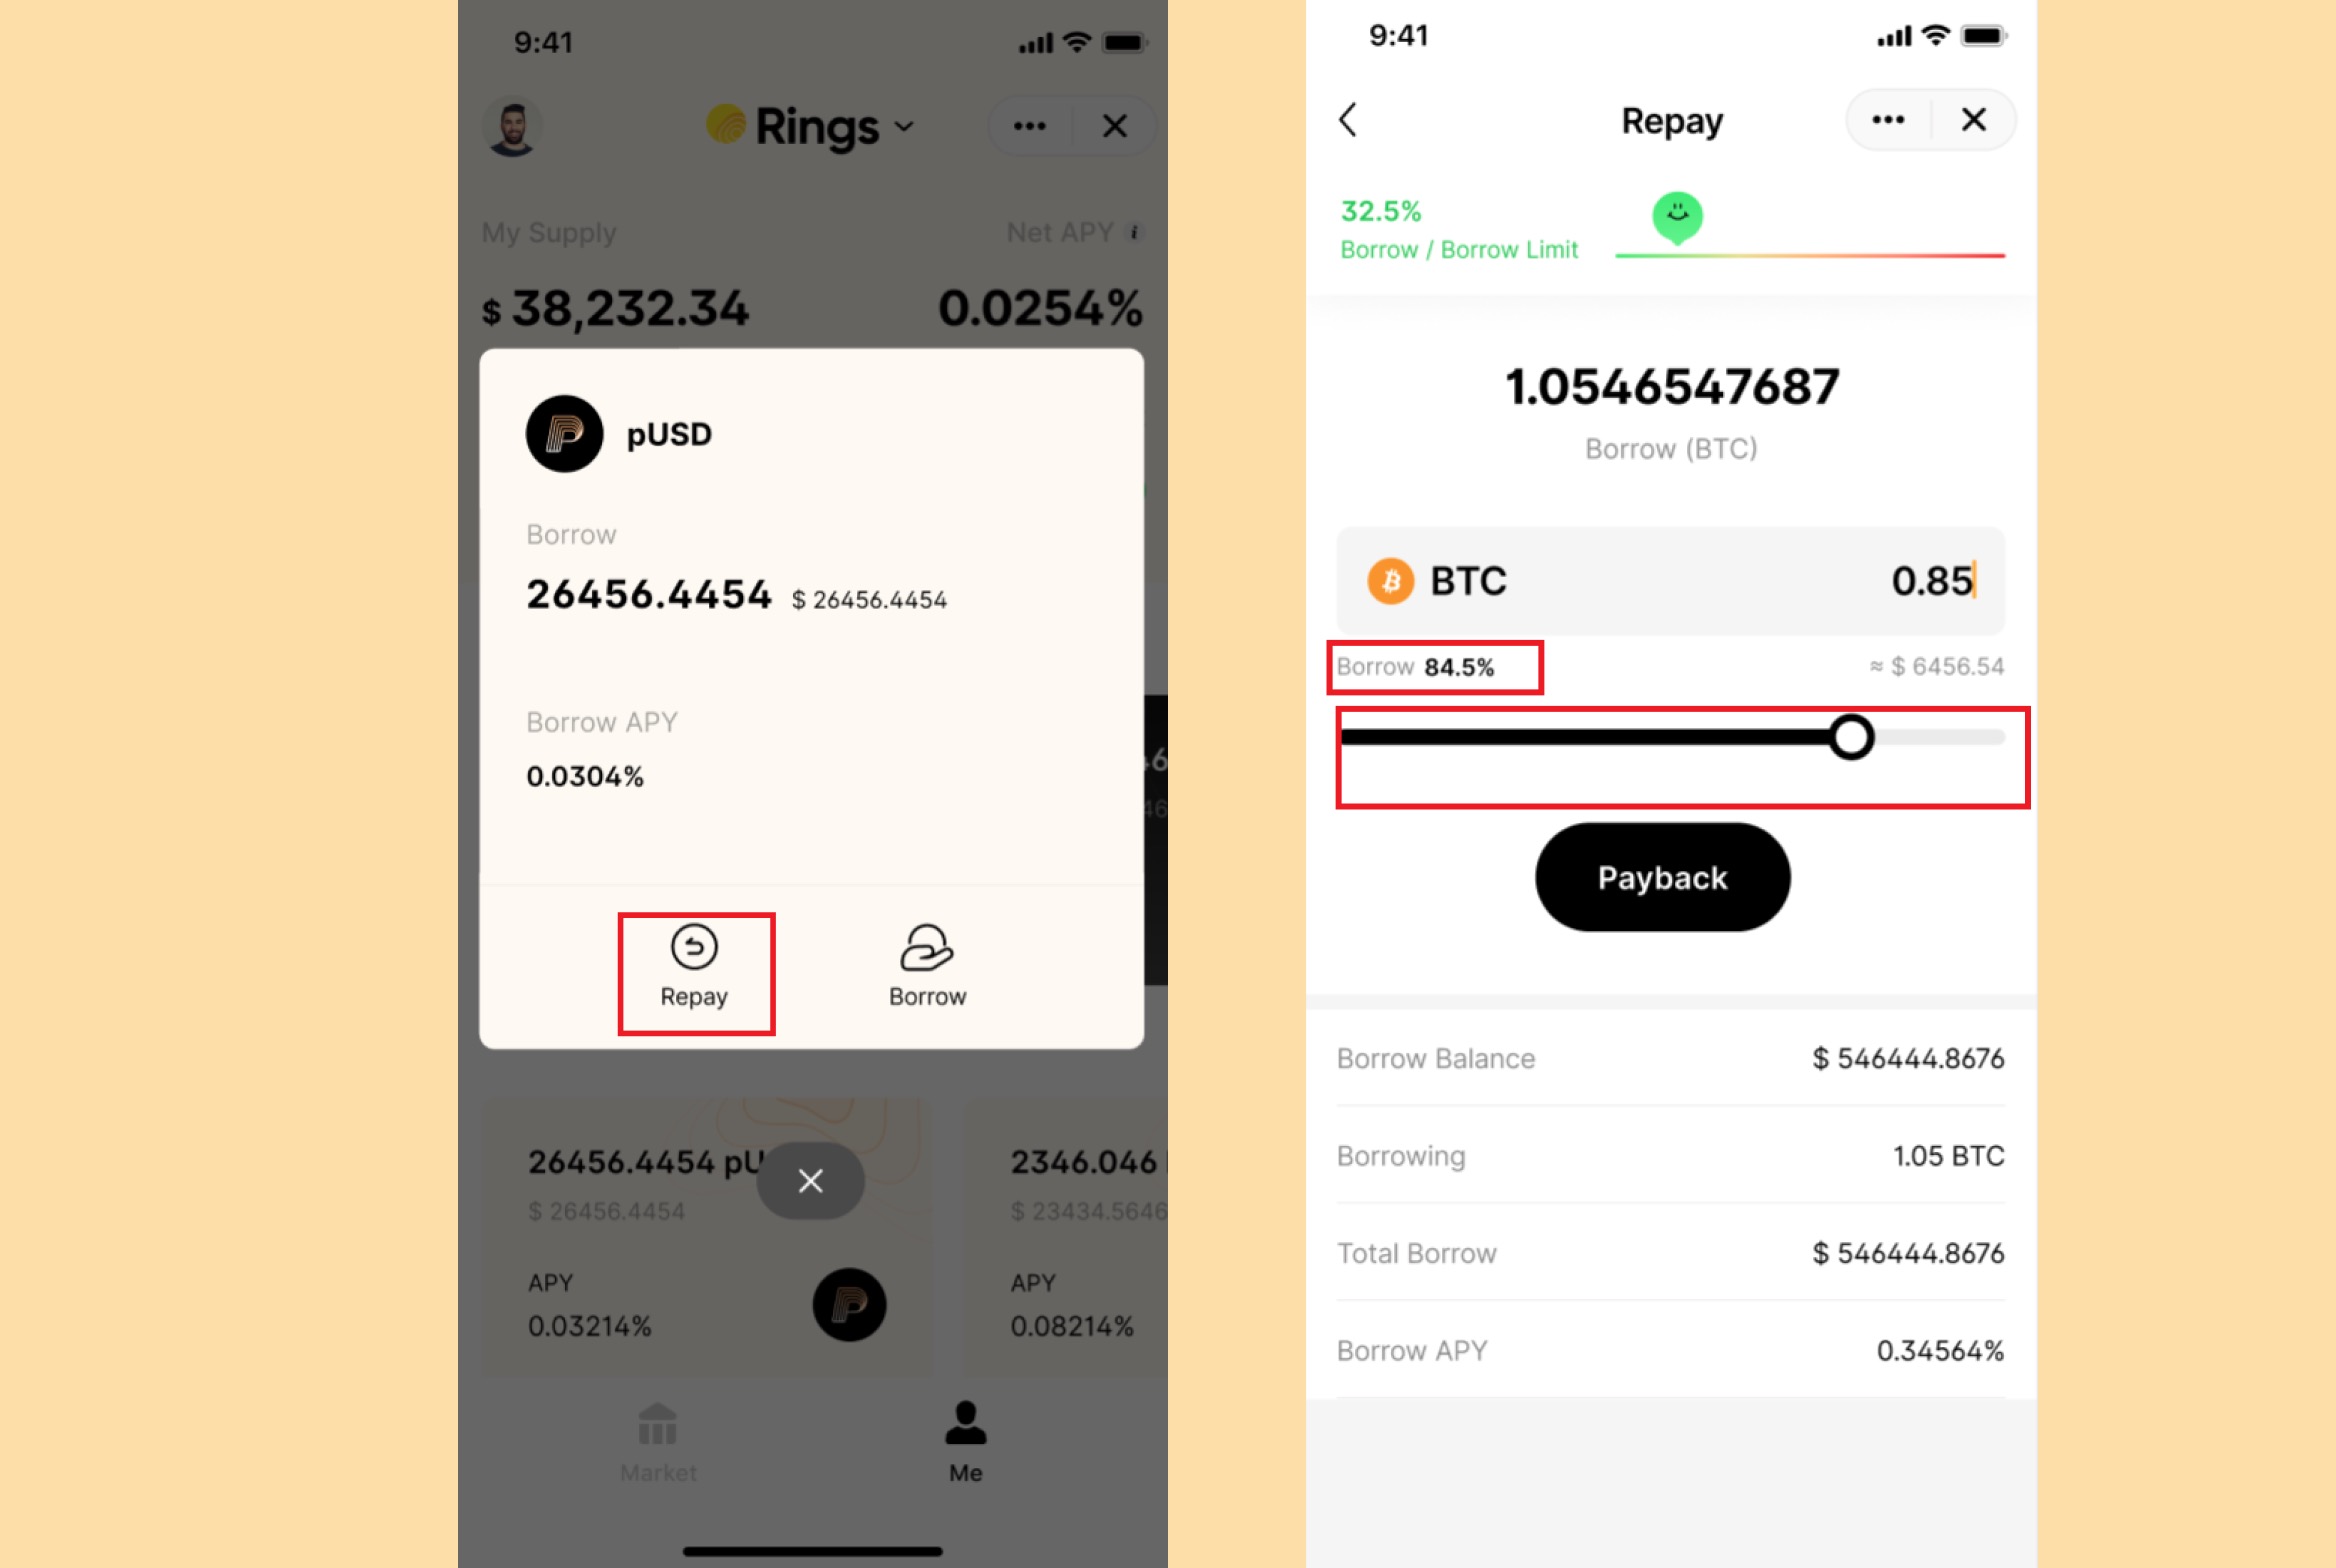 9:41
Rings
My Supply Net APY i
$ 38,232.34 0.0254%
pUSD
Borrow
26456.4454 $ 26456.4454
Borrow APY
0.0304%
Repay Borrow
26456.4454 pU 2346.046
$ 26456.4454 $ 23434.5646
APY APY
0.03214% 0.08214%
Market Me
9:41
Repay
32.5%
Borrow / Borrow Limit
1.0546547687
Borrow (BTC)
BTC 0.85
Borrow 84.5% ≈ $ 6456.54
Payback
Borrow Balance $ 546444.8676
Borrowing 1.05 BTC
Total Borrow $ 546444.8676
Borrow APY 0.34564%